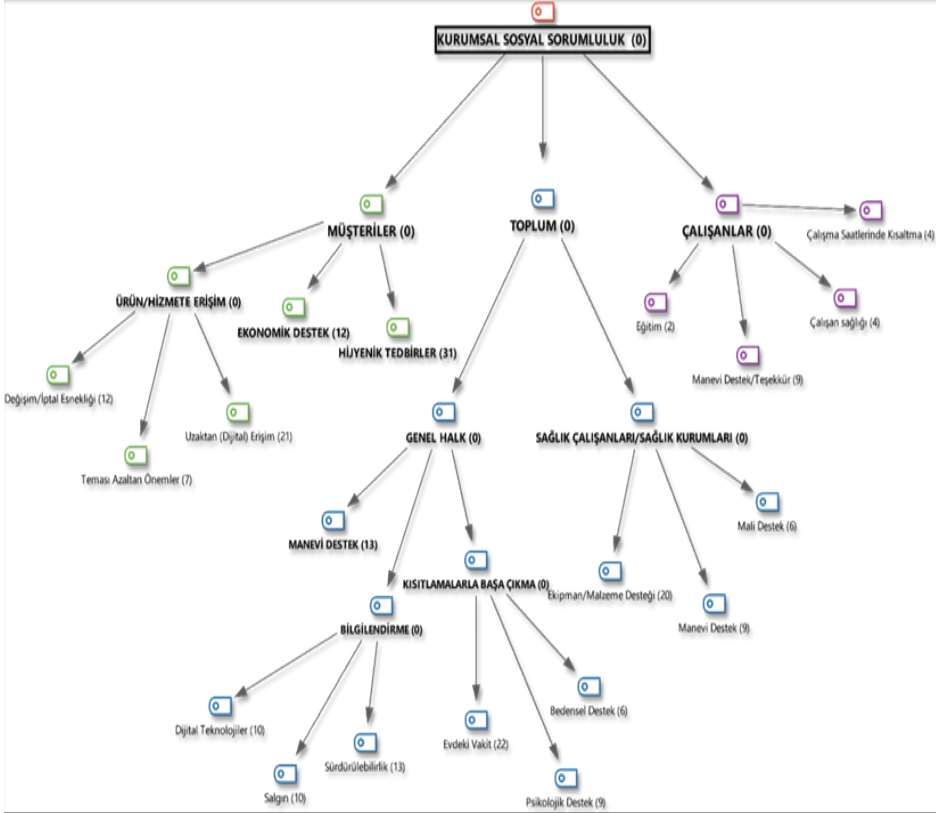 KURUMSAL SOSYAL SORUMLULUK (0)
MÜŞTERİLER (0)
TOPLUM (0)
ÇALIŞANLAR (0)
Çalışma Saatlerinde Kısaltma (4)
ÜRÜN/HİZMETE ERİŞİM (0)
EKONOMİK DESTEK (12)
HİJYENİK TEDBİRLER (31)
Eğitim (2)
Çalışan sağlığı (4)
Manevi Destek/Teşekkür (9)
Değişim/İptal Esnekliği (12)
Uzaktan (Dijital) Erişim (21)
Teması Azaltan Önemler (7)
GENEL HALK (0)
SAĞLIK ÇALIŞANLARI/SAĞLIK KURUMLARI (0)
MANEVİ DESTEK (13)
KISITLAMALARLA BAŞA ÇIKMA (0)
BİLGİLENDİRME (0)
Mali Destek (6)
Ekipman/Malzeme Desteği (20)
Manevi Destek (9)
Dijital Teknolojiler (10)
Salgın (10)
Sürdürülebilirlik (13)
Evdeki Vakit (22)
Bedensel Destek (6)
Psikolojik Destek (9)